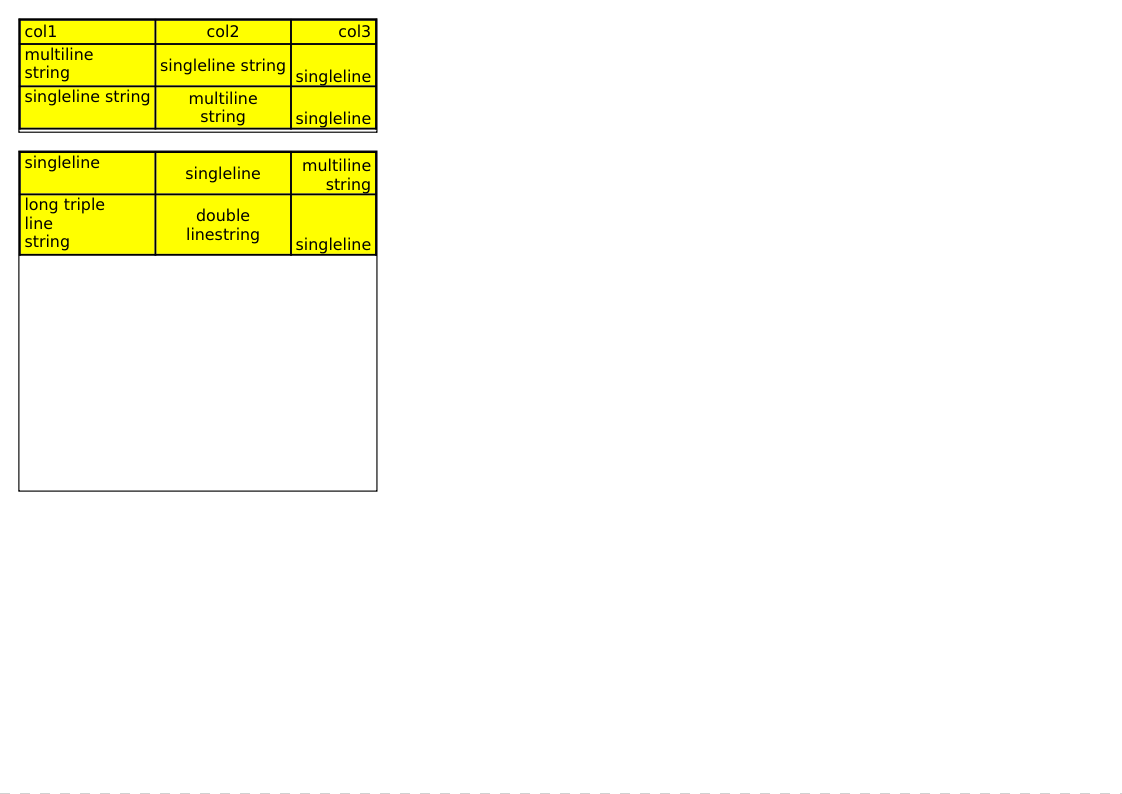 col1 col2 col3
multiline
string
singleline string
singleline
singleline string
multiline
string
singleline
singleline
singleline
multiline
string
long triple
line
string
double
linestring
singleline